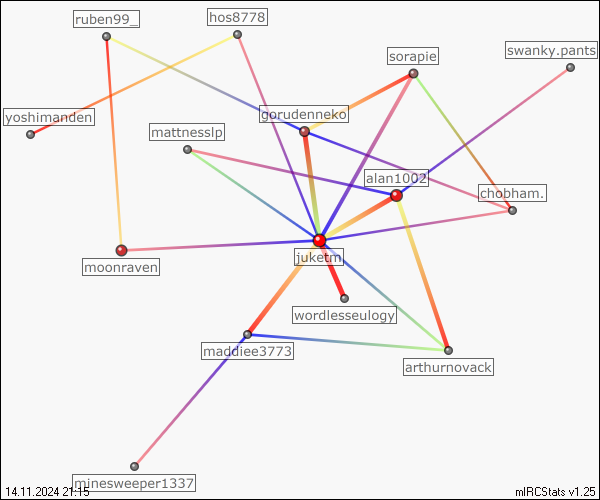 ruben99_
hos8778
sorapie
swanky.pants
yoshimanden
gorudenneko
mattnesslp
alan1002
chobham.
moonraven
juketm
wordlesseulogy
maddiee3773
arthurnovack
minesweeper1337
14.11.2024 21:15
mIRCStats v1.25